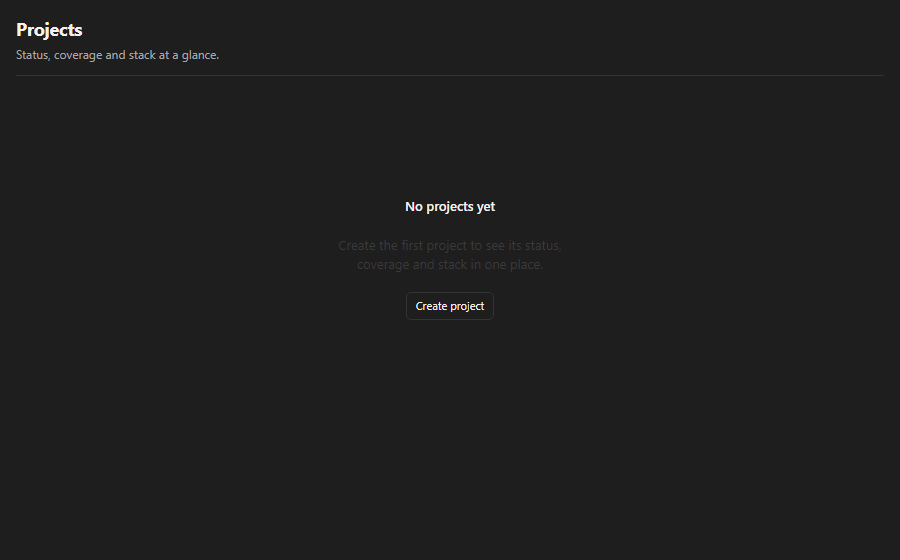 Projects
Status, coverage and stack at a glance.
No projects yet
Create the first project to see its status,
coverage and stack in one place.
Create project